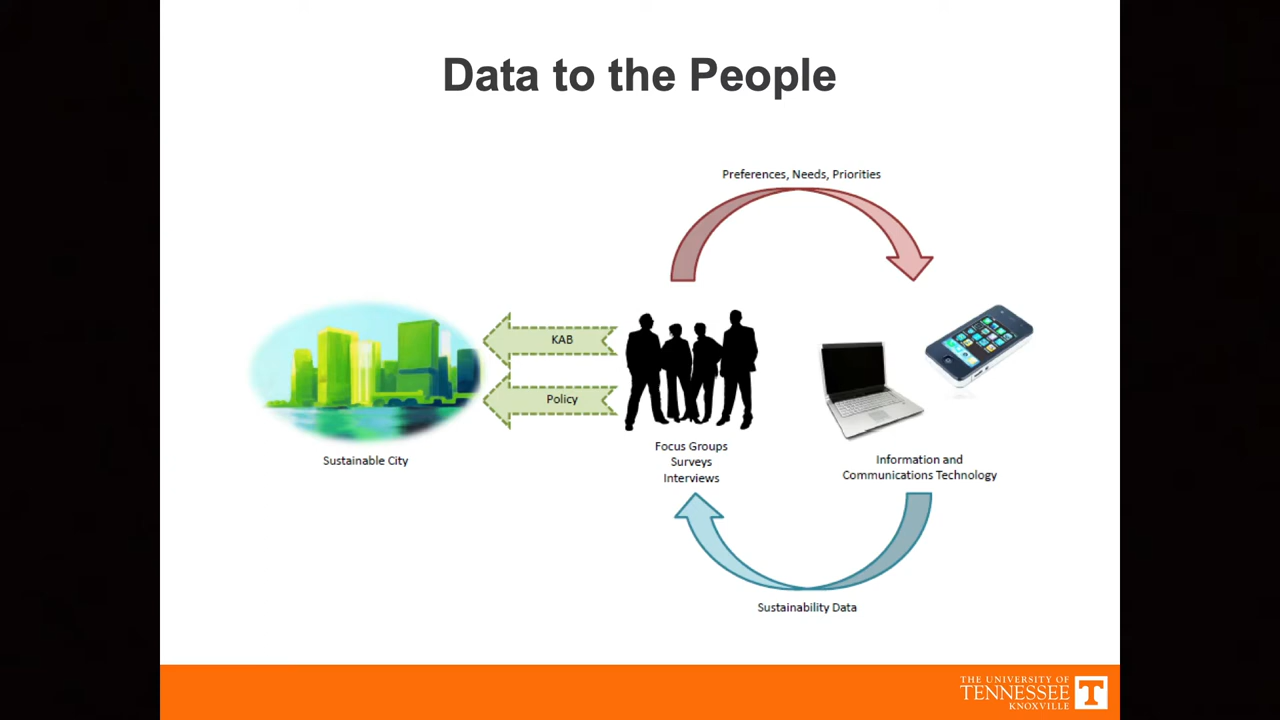 Data to the People
Preferences, Needs, Priorities
KAB
Policy
Sustainable City
Focus Groups
Surveys
Interviews
Information and
Communications Technology
Sustainability Data
THE UNIVERSITY OF
TENNESSEE
KNOXVILLE
T